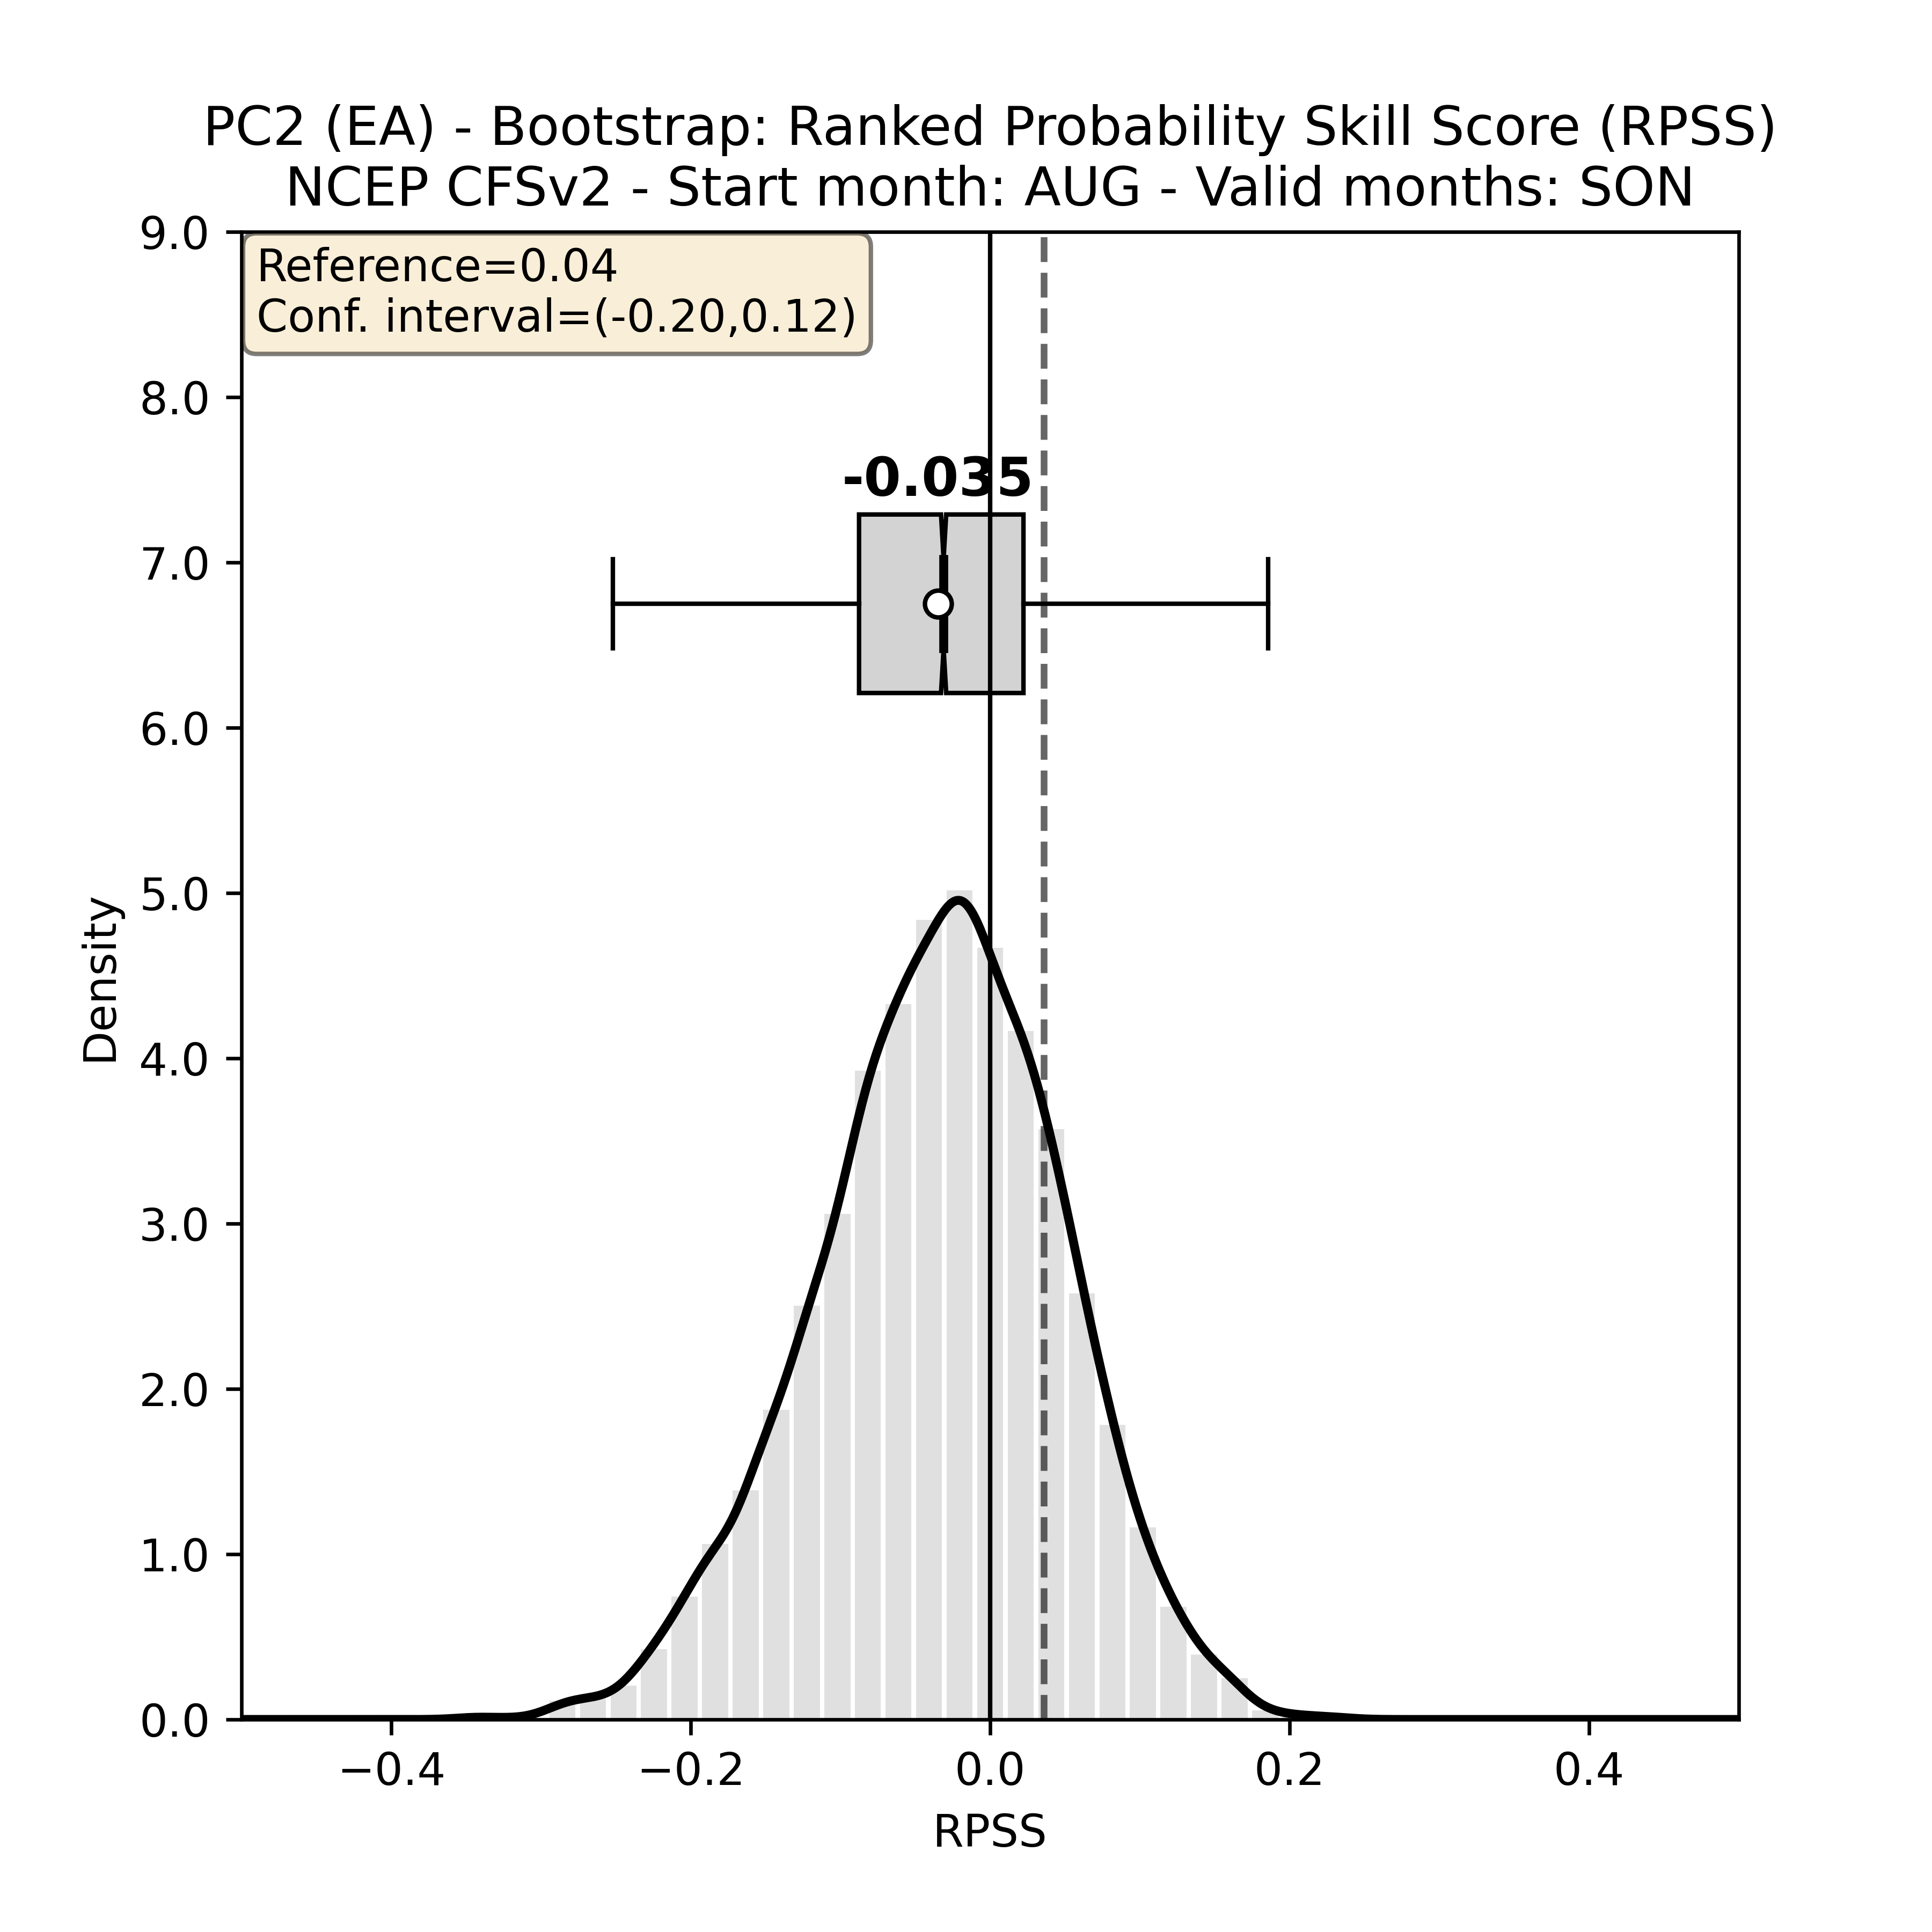 PC2 (EA) - Bootstrap: Ranked Probability Skill Score (RPSS)
NCEP CFSv2 - Start month: AUG - Valid months: SON
Reference=0.04
Conf. interval=(-0.20,0.12)
-0.035
Density
9.0
8.0
7.0
6.0
5.0
4.0
3.0
2.0
1.0
0.0
−0.4
−0.2
0.0
0.2
0.4
RPSS